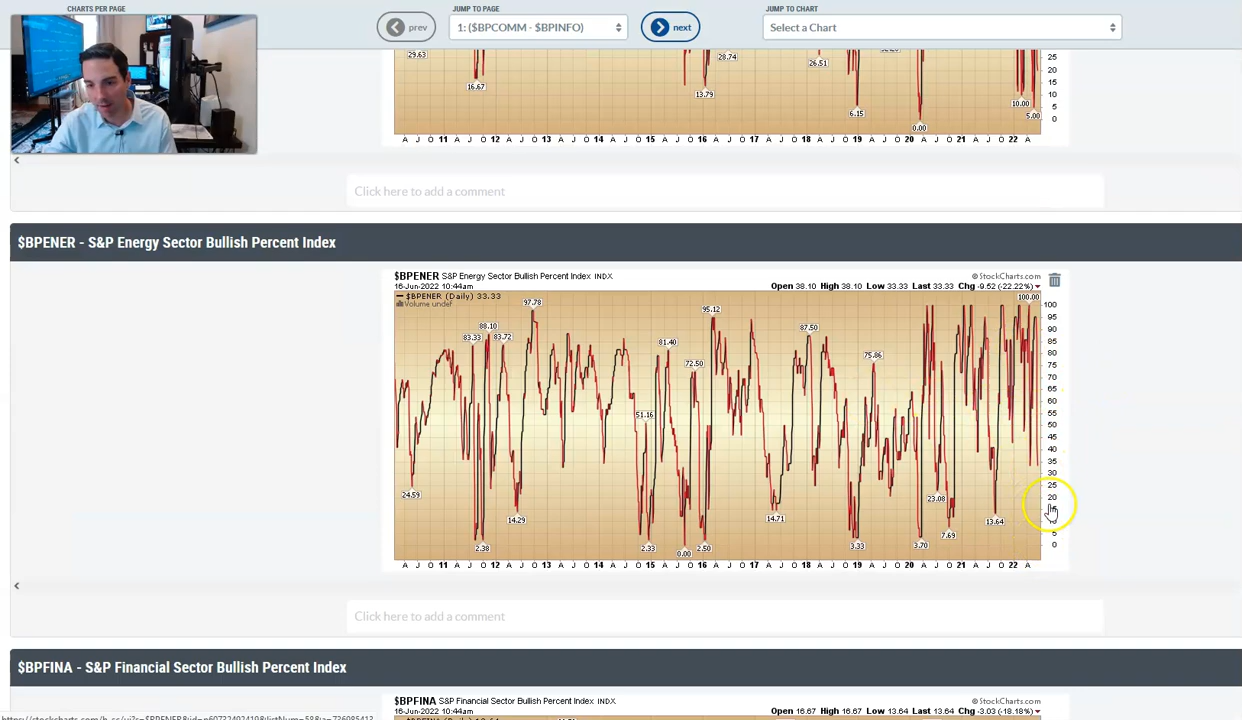 CHARTS PER PAGE
JUMP TO PAGE
JUMP TO CHART
prev
1: ($BPCOMM - $BPINFO)
next
Select a Chart
29.63
16.67
28.74
13.79
26.51
6.15
0.00
10.00
5.00
25
20
15
10
5
0
A J O 11 A J O 12 A J O 13 A J O 14 A J O 15 A J O 16 A J O 17 A J O 18 A J O 19 A J O 20 A J O 21 A J O 22 A
Click here to add a comment
$BPENER - S&P Energy Sector Bullish Percent Index
$BPENER S&P Energy Sector Bullish Percent Index INDX
© StockCharts.com
16-Jun-2022 10:44am
Open 38.10 High 38.10 Low 33.33 Last 33.33 Chg -9.52 (-22.22%)
$BPENER (Daily) 33.33
Volume undef
97.78
88.10
83.33
83.72
81.40
72.50
51.16
95.12
87.50
75.86
100.00
24.59
2.38
14.29
2.33
0.00
2.50
14.71
3.33
3.70
23.08
7.69
13.64
100
95
90
85
80
75
70
65
60
55
50
45
40
35
30
25
20
15
10
5
0
A J O 11 A J O 12 A J O 13 A J O 14 A J O 15 A J O 16 A J O 17 A J O 18 A J O 19 A J O 20 A J O 21 A J O 22 A
Click here to add a comment
$BPFINA - S&P Financial Sector Bullish Percent Index
$BPFINA S&P Financial Sector Bullish Percent Index INDX
© StockCharts.com
16-Jun-2022 10:44am
Open 16.67 High 16.67 Low 13.64 Last 13.64 Chg -3.03 (-18.18%)